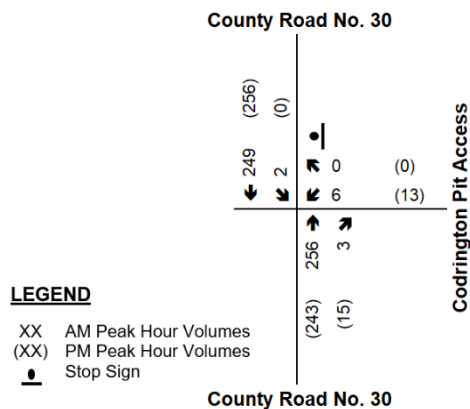 County Road No. 30
(256)
(0)
249
2
0 (0)
6 (13)
256
3
(243)
(15)
Codrington Pit Access
LEGEND
XX AM Peak Hour Volumes
(XX) PM Peak Hour Volumes
Stop Sign
County Road No. 30